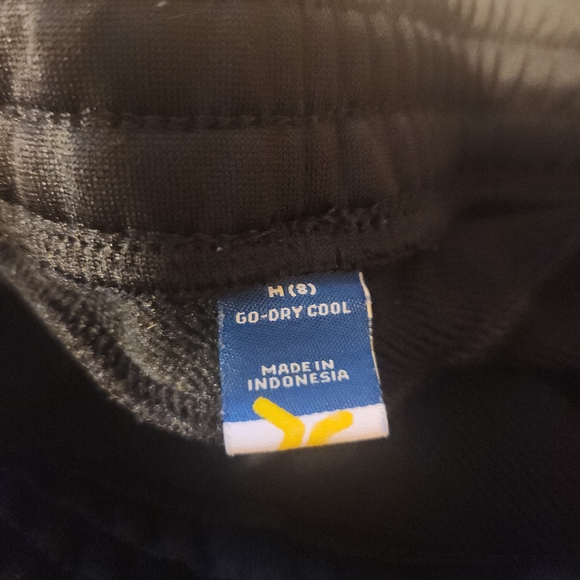 M (8)
GO-DRY COOL
MADE IN
INDONESIA